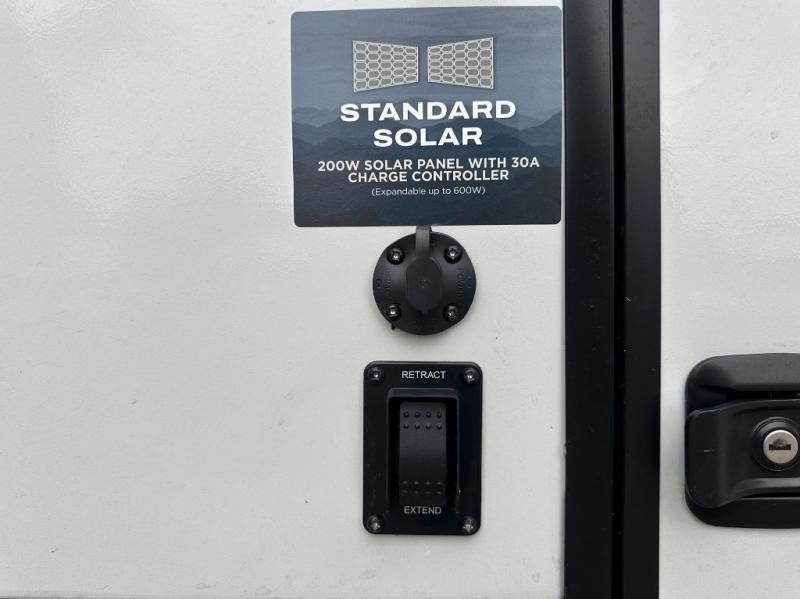 STANDARD
SOLAR
200W SOLAR PANEL WITH 30A
CHARGE CONTROLLER
(Expandable up to 600W)
RETRACT
EXTEND